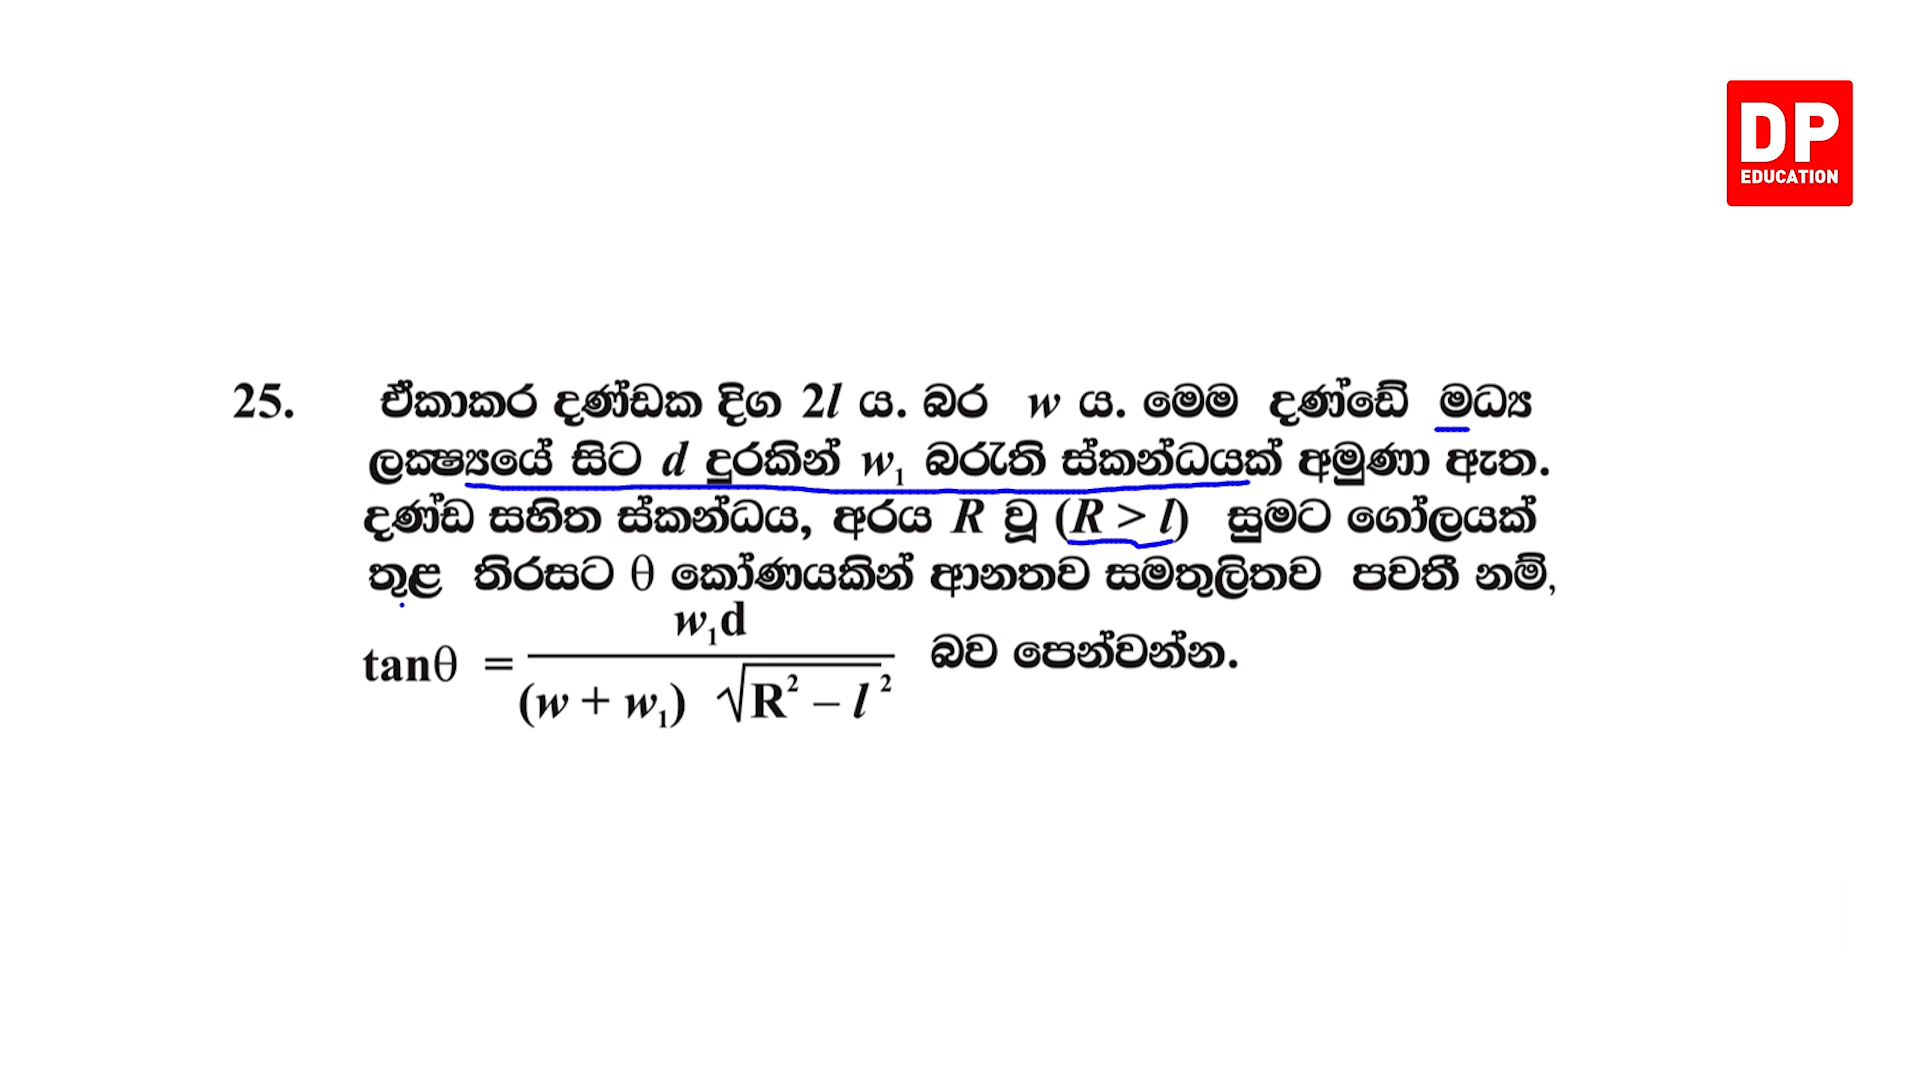 DP
EDUCATION
25. ඒකාකර දණ්ඩක දිග 2l ය. බර w ය. මෙම දණ්ඩේ මධ්‍ය
ලක්ෂ්‍යයේ සිට d දුරකින් w₁ බරැති ස්කන්ධයක් අමුණා ඇත.
දණ්ඩ සහිත ස්කන්ධය, අරය R වූ (R > l) සුමට ගෝලයක්
තුළ තිරසට θ කෝණයකින් ආනතව සමතුලිතව පවතී නම්,
tanθ = w₁d / (w + w₁) √R² – l² බව පෙන්වන්න.